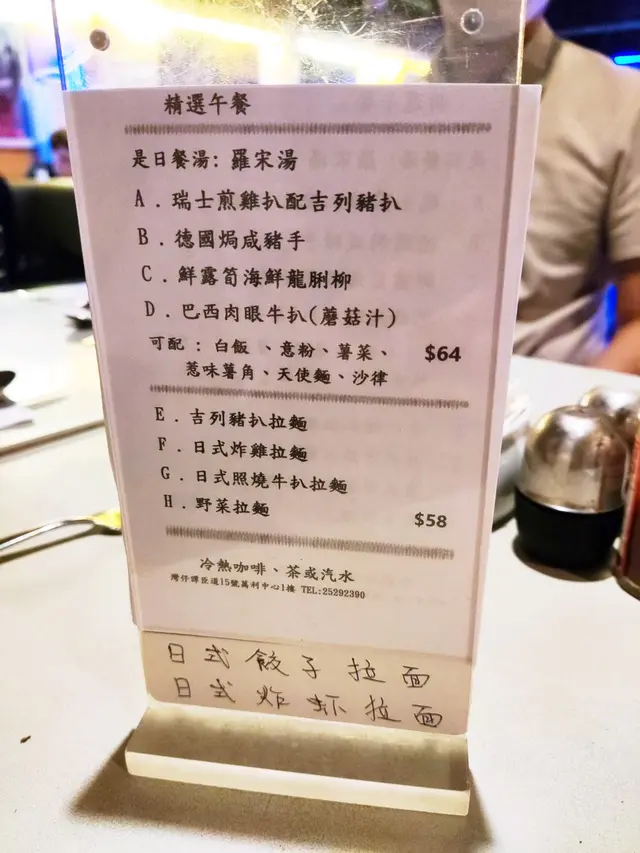 精選午餐
是日餐湯: 羅宋湯
A . 瑞士煎雞扒配吉列豬扒
B . 德國焗咸豬手
C . 鮮露筍海鮮龍脷柳
D . 巴西肉眼牛扒(蘑菇汁)
可配 : 白飯 、意粉、薯菜、 $64
惹味薯角、天使麵、沙律
E . 吉列豬扒拉麵
F . 日式炸雞拉麵
G . 日式照燒牛扒拉麵
H . 野菜拉麵 $58
冷熱咖啡、茶或汽水
灣仔譚臣道15號萬利中心1樓 TEL:25292390
日式餃子拉面
日式炸虾拉面